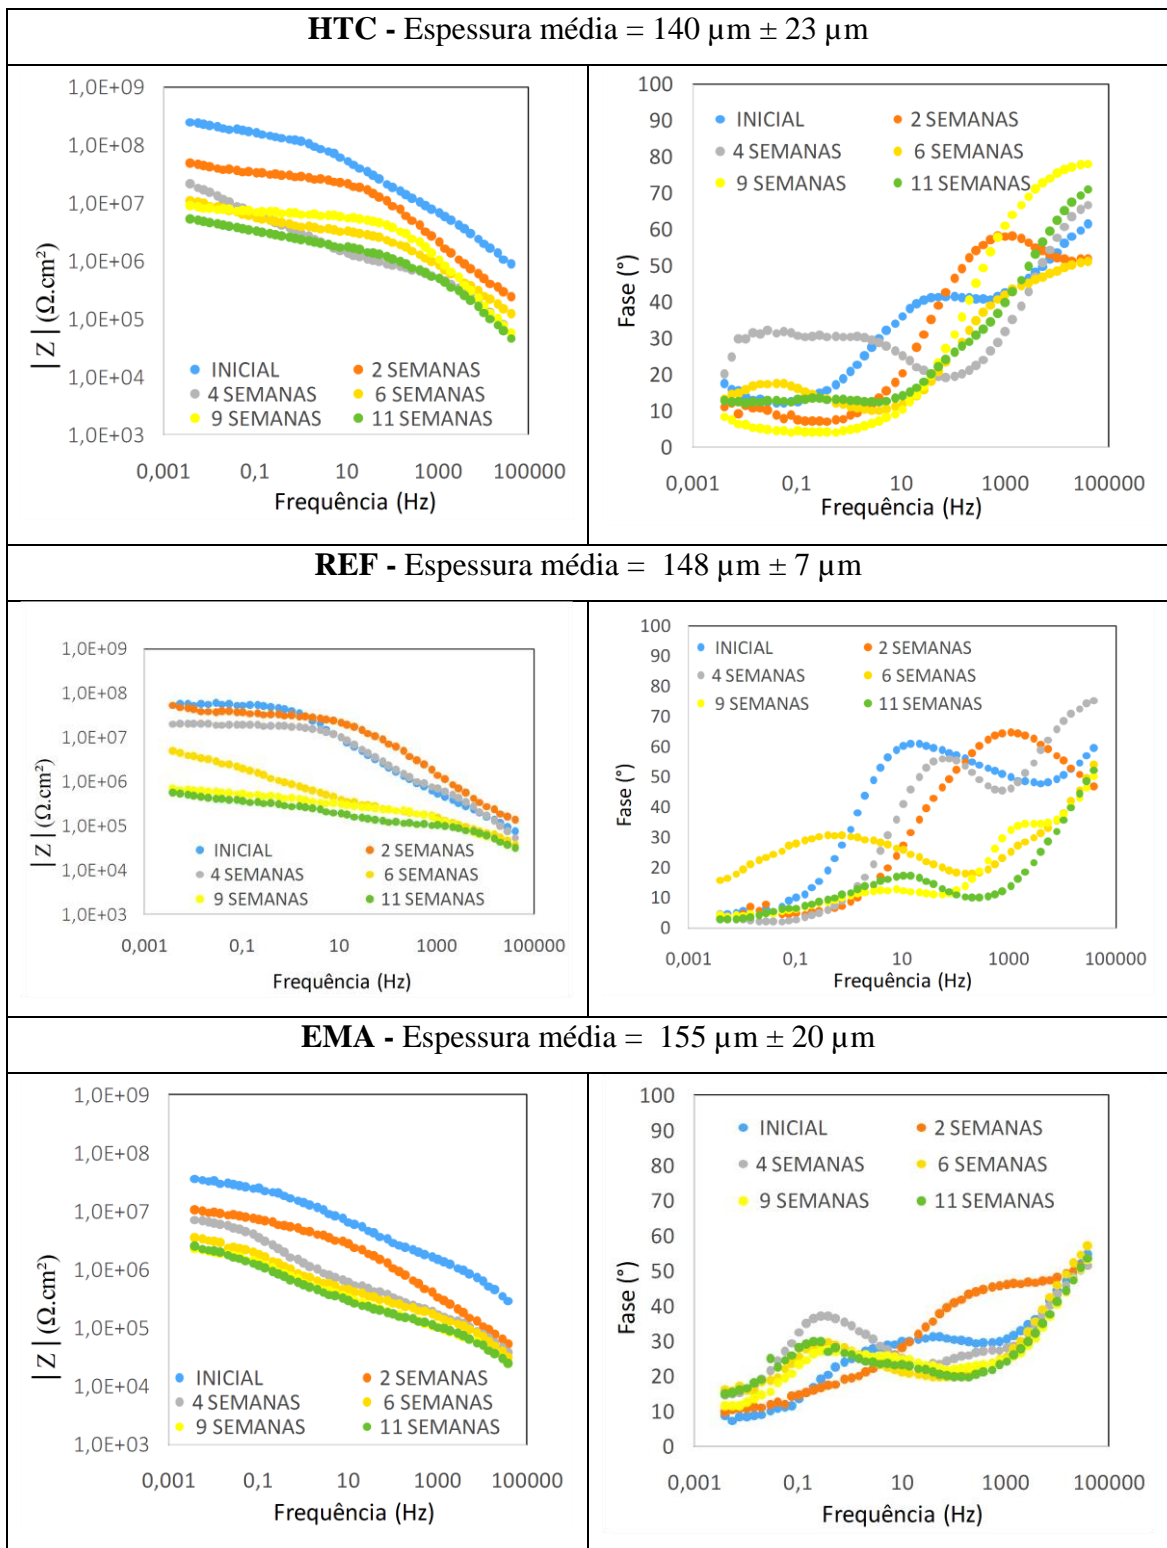 HTC - Espessura média = 140 µm ± 23 µm
1,0E+09
1,0E+08
1,0E+07
1,0E+06
1,0E+05
1,0E+04
1,0E+03
|Z| (Ω.cm²)
INICIAL 2 SEMANAS
4 SEMANAS 6 SEMANAS
9 SEMANAS 11 SEMANAS
0,001 0,1 10 1000 100000
Frequência (Hz)
100
90
80
70
60
50
40
30
20
10
0
Fase (°)
INICIAL 2 SEMANAS
4 SEMANAS 6 SEMANAS
9 SEMANAS 11 SEMANAS
0,001 0,1 10 1000 100000
Frequência (Hz)
REF - Espessura média = 148 µm ± 7 µm
1,0E+09
1,0E+08
1,0E+07
1,0E+06
1,0E+05
1,0E+04
1,0E+03
|Z| (Ω.cm²)
INICIAL 2 SEMANAS
4 SEMANAS 6 SEMANAS
9 SEMANAS 11 SEMANAS
0,001 0,1 10 1000 100000
Frequência (Hz)
100
90
80
70
60
50
40
30
20
10
0
Fase (°)
INICIAL 2 SEMANAS
4 SEMANAS 6 SEMANAS
9 SEMANAS 11 SEMANAS
0,001 0,1 10 1000 100000
Frequência (Hz)
EMA - Espessura média = 155 µm ± 20 µm
1,0E+09
1,0E+08
1,0E+07
1,0E+06
1,0E+05
1,0E+04
1,0E+03
|Z| (Ω.cm²)
INICIAL 2 SEMANAS
4 SEMANAS 6 SEMANAS
9 SEMANAS 11 SEMANAS
0,001 0,1 10 1000 100000
Frequência (Hz)
100
90
80
70
60
50
40
30
20
10
0
Fase (°)
INICIAL 2 SEMANAS
4 SEMANAS 6 SEMANAS
9 SEMANAS 11 SEMANAS
0,001 0,1 10 1000 100000
Frequência (Hz)